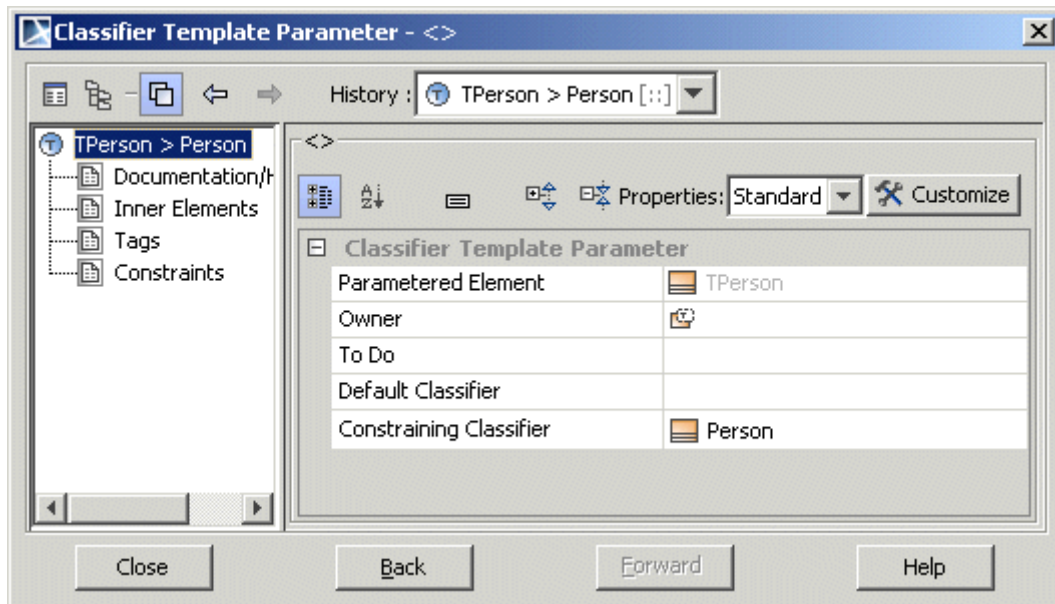 Classifier Template Parameter - <>
History : TPerson > Person [::]
TPerson > Person
Documentation/H
Inner Elements
Tags
Constraints
<>
Properties: Standard Customize
Classifier Template Parameter
Parametered Element TPerson
Owner
To Do
Default Classifier
Constraining Classifier Person
Close Back Forward Help